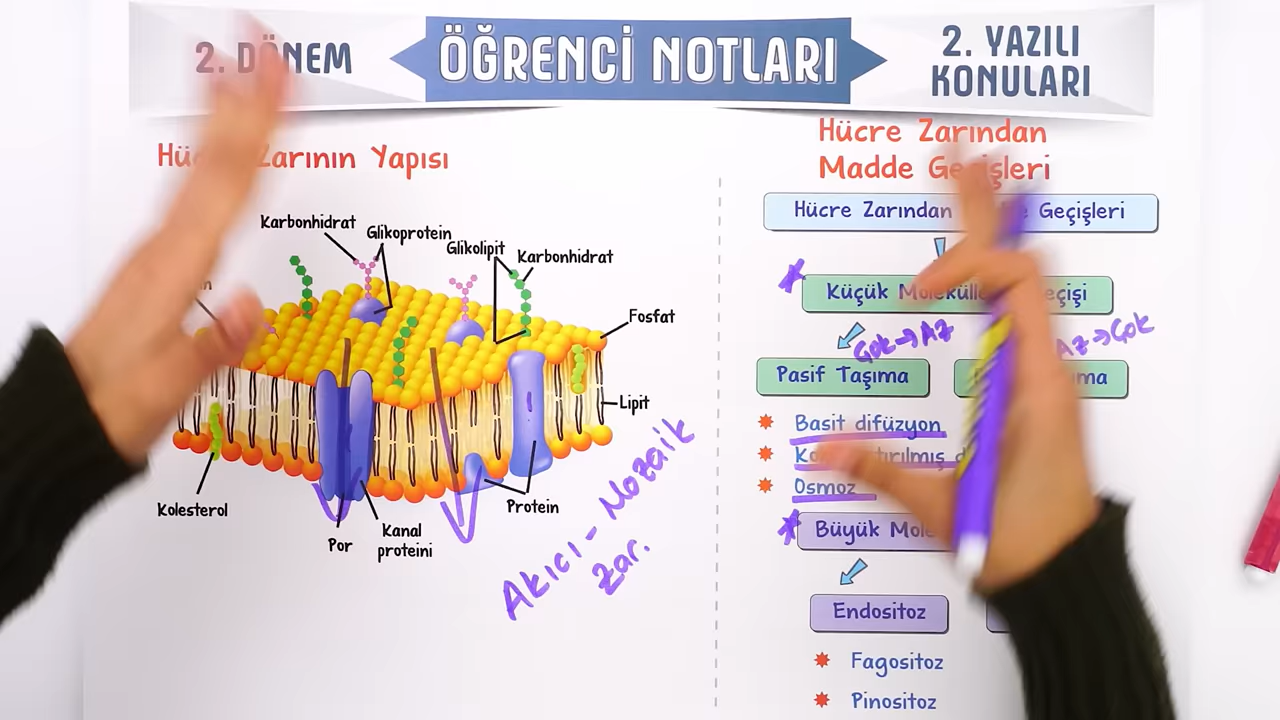 2. DÖNEM
ÖĞRENCİ NOTLARI
2. YAZILI
KONULARI
Zarının Yapısı
Karbonhidrat
Glikoprotein
Glikolipit
Karbonhidrat
Fosfat
Lipit
Kolesterol
Por
Kanal
proteini
Protein
Akıcı - Mozaik
Zar.
Hücre Zarından
Madde Geçişleri
Hücre Zarından Geçişleri
Küçük
Çok→Az
Az→Çok
Pasif Taşıma
Basit difüzyon
Osmoz
Büyük
Endositoz
Fagositoz
Pinositoz